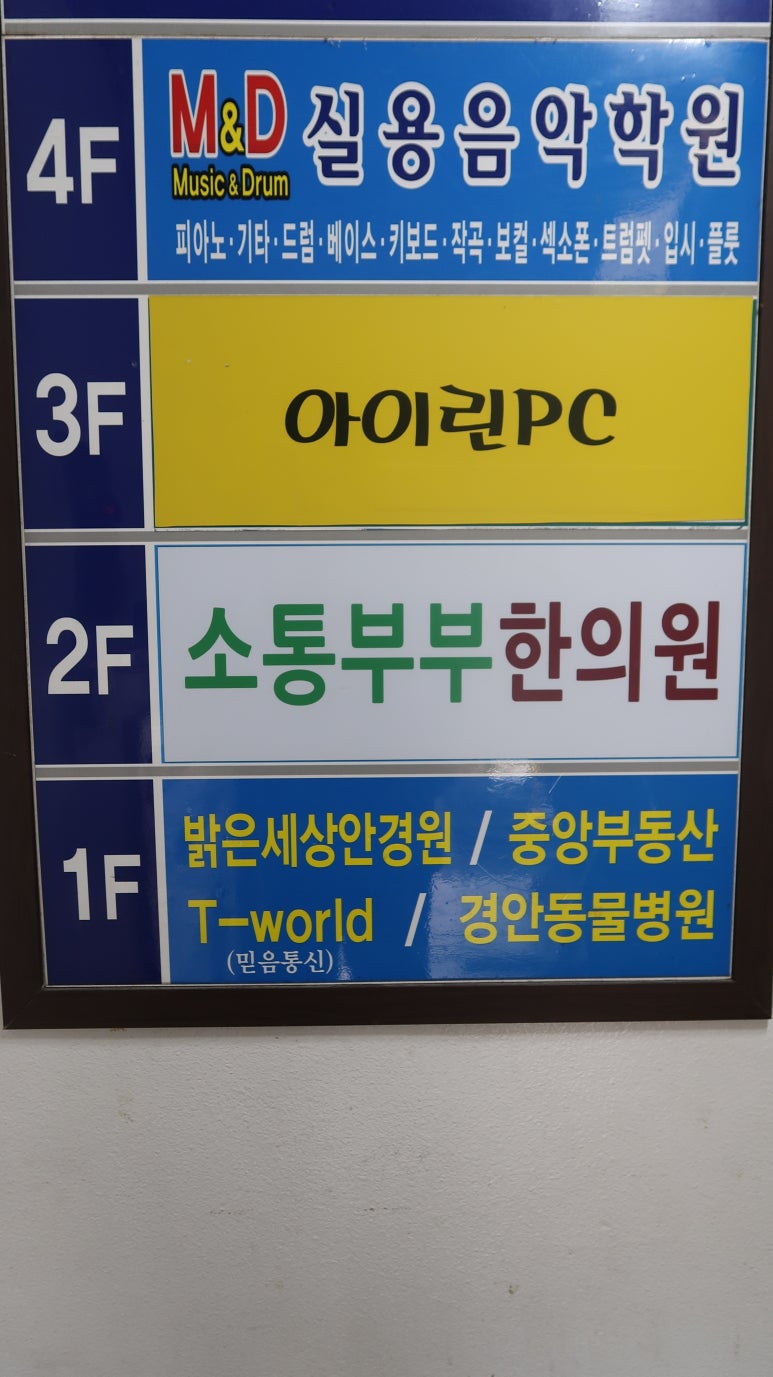 4F
M&D 실용음악학원
Music & Drum
피아노·기타·드럼·베이스·키보드·작곡·보컬·섹소폰·트럼펫·입시·플룻
3F
아이린PC
2F
소통부부한의원
1F
밝은세상안경원 / 중앙부동산
T-world / 경안동물병원
(믿음통신)